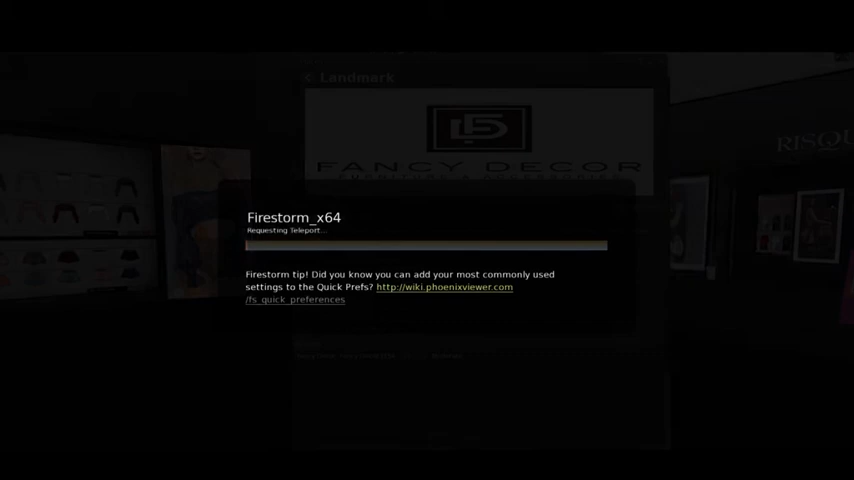 Landmark
FANCY DECOR
RISQU
Firestorm_x64
Requesting Teleport...
Firestorm tip! Did you know you can add your most commonly used
settings to the Quick Prefs? http://wiki.phoenixviewer.com
/fs_quick_preferences